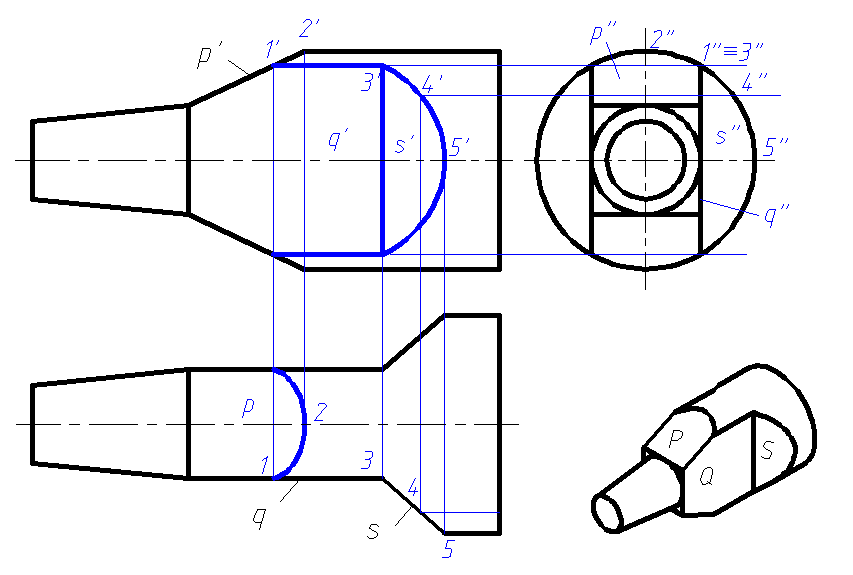 2'
1'
p'
3'
4'
q'
s'
5'
p"
2"
1"≡3"
4"
s"
5"
q"
p
2
1
3
4
q
s
5
P
Q
S